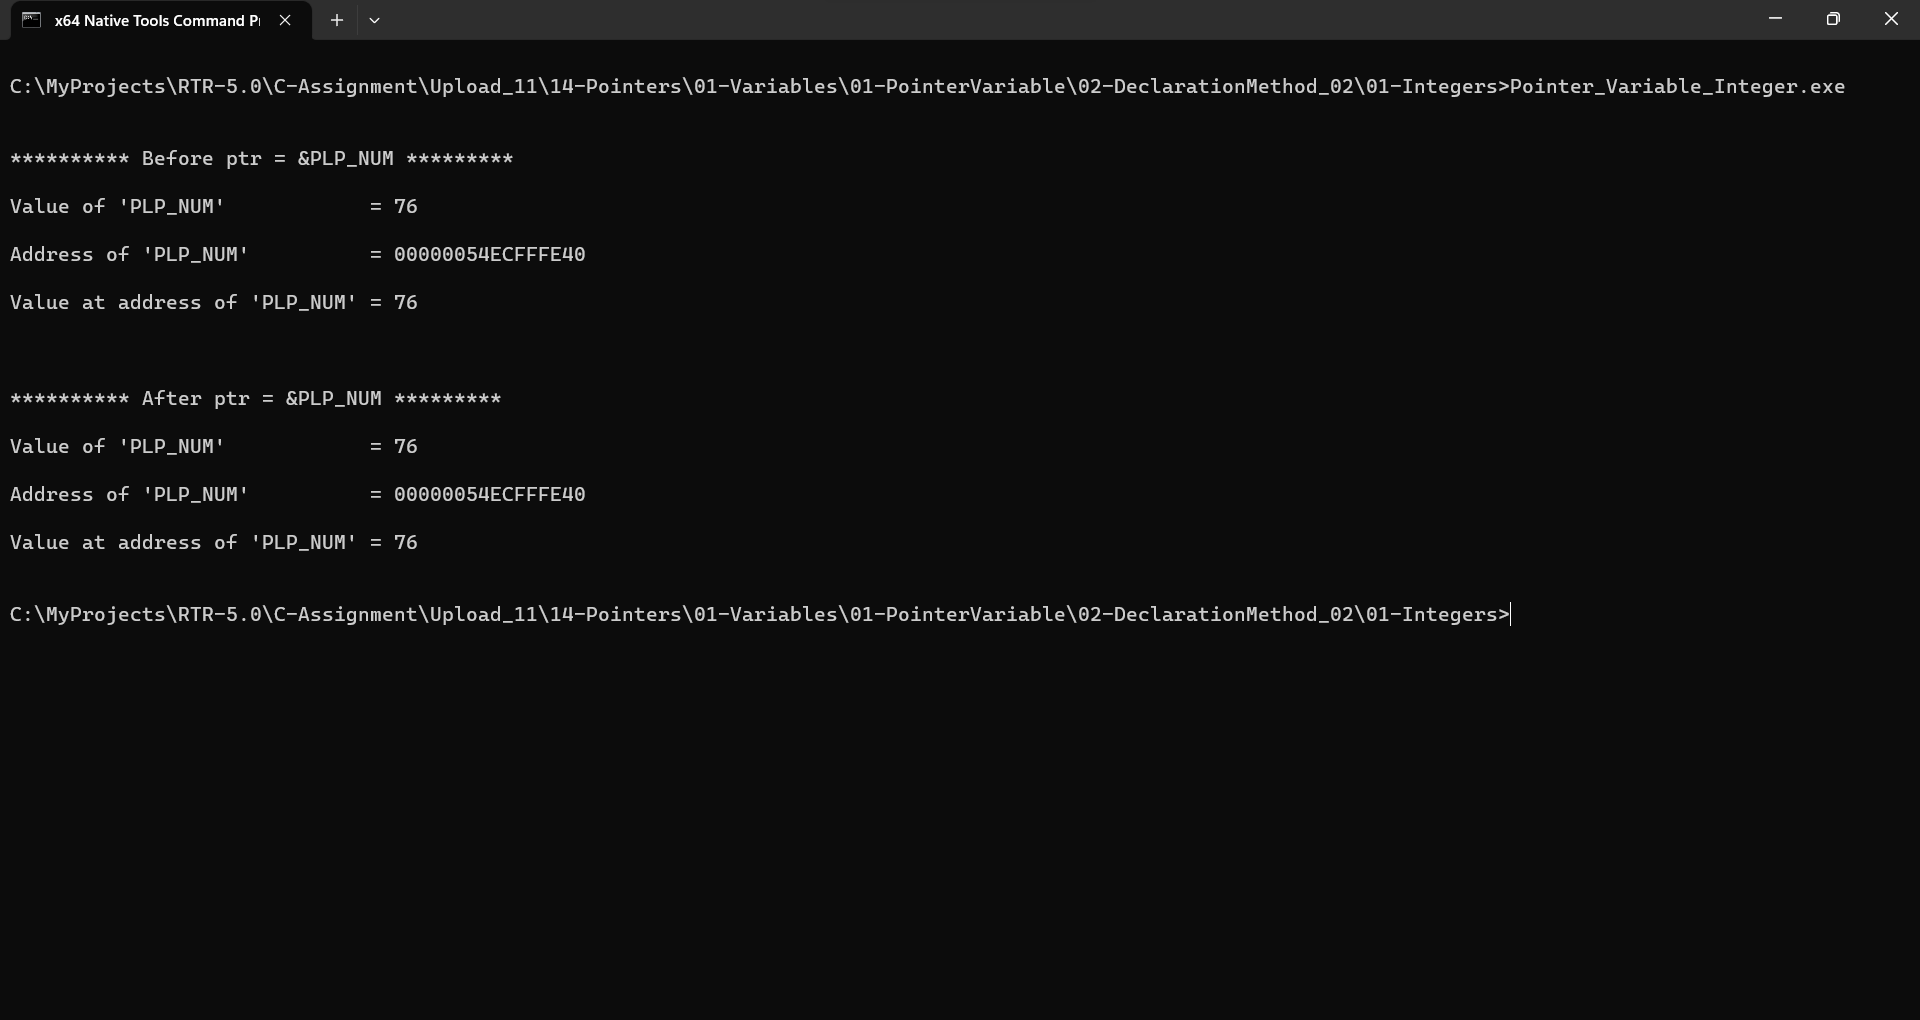 x64 Native Tools Command P
C:\MyProjects\RTR-5.0\C-Assignment\Upload_11\14-Pointers\01-Variables\01-PointerVariable\02-DeclarationMethod_02\01-Integers>Pointer_Variable_Integer.exe
********** Before ptr = &PLP_NUM *********
Value of 'PLP_NUM'            = 76
Address of 'PLP_NUM'          = 00000054ECFFFE40
Value at address of 'PLP_NUM' = 76
********** After ptr = &PLP_NUM *********
Value of 'PLP_NUM'            = 76
Address of 'PLP_NUM'          = 00000054ECFFFE40
Value at address of 'PLP_NUM' = 76
C:\MyProjects\RTR-5.0\C-Assignment\Upload_11\14-Pointers\01-Variables\01-PointerVariable\02-DeclarationMethod_02\01-Integers>